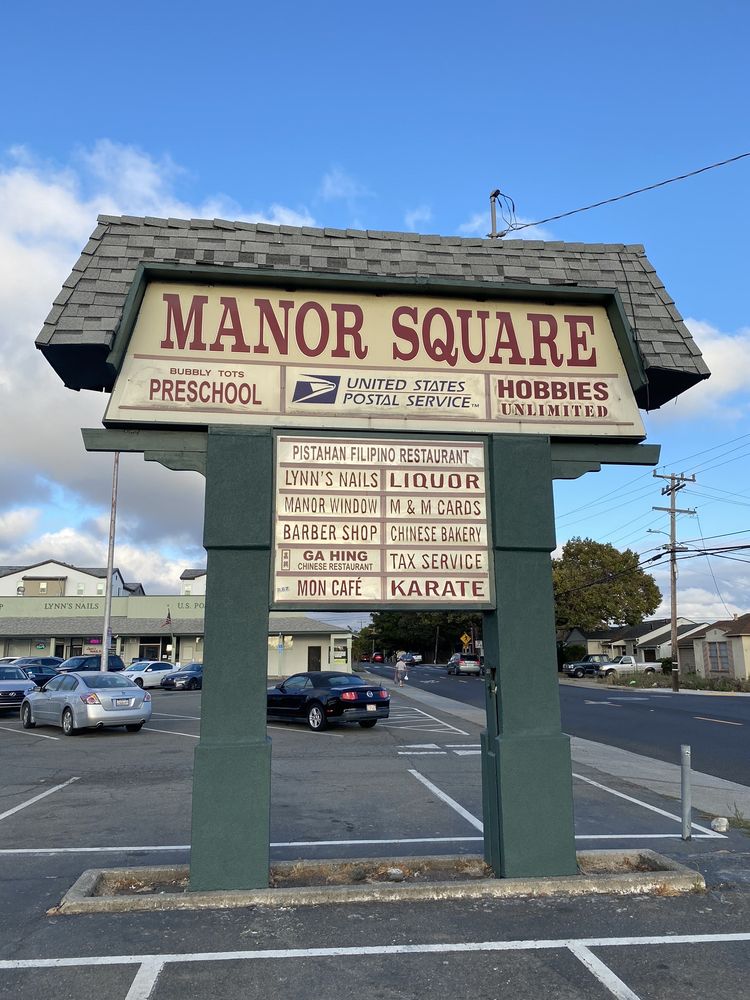 MANOR SQUARE
BUBBLY TOTS
PRESCHOOL
UNITED STATES
POSTAL SERVICE™
HOBBIES
UNLIMITED
PISTAHAN FILIPINO RESTAURANT
LYNN'S NAILS
LIQUOR
MANOR WINDOW
M & M CARDS
BARBER SHOP
CHINESE BAKERY
GA HING
CHINESE RESTAURANT
TAX SERVICE
MON CAFÉ
KARATE
LYNN'S NAILS
U.S. PO